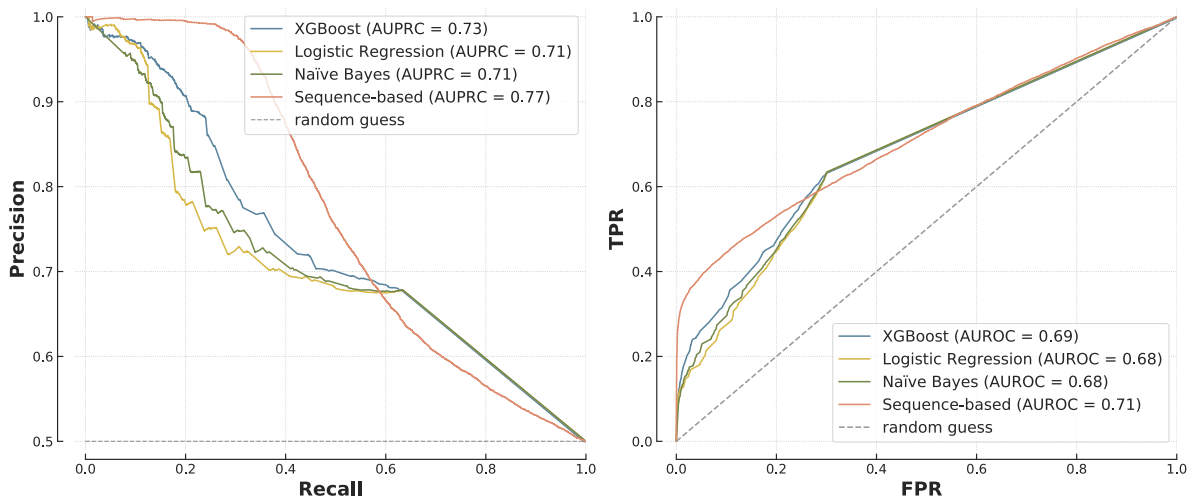 1.0
0.9
0.8
0.7
0.6
0.5
Precision
0.0 0.2 0.4 0.6 0.8 1.0
Recall
XGBoost (AUPRC = 0.73)
Logistic Regression (AUPRC = 0.71)
Naïve Bayes (AUPRC = 0.71)
Sequence-based (AUPRC = 0.77)
random guess
1.0
0.8
0.6
0.4
0.2
0.0
TPR
0.0 0.2 0.4 0.6 0.8 1.0
FPR
XGBoost (AUROC = 0.69)
Logistic Regression (AUROC = 0.68)
Naïve Bayes (AUROC = 0.68)
Sequence-based (AUROC = 0.71)
random guess